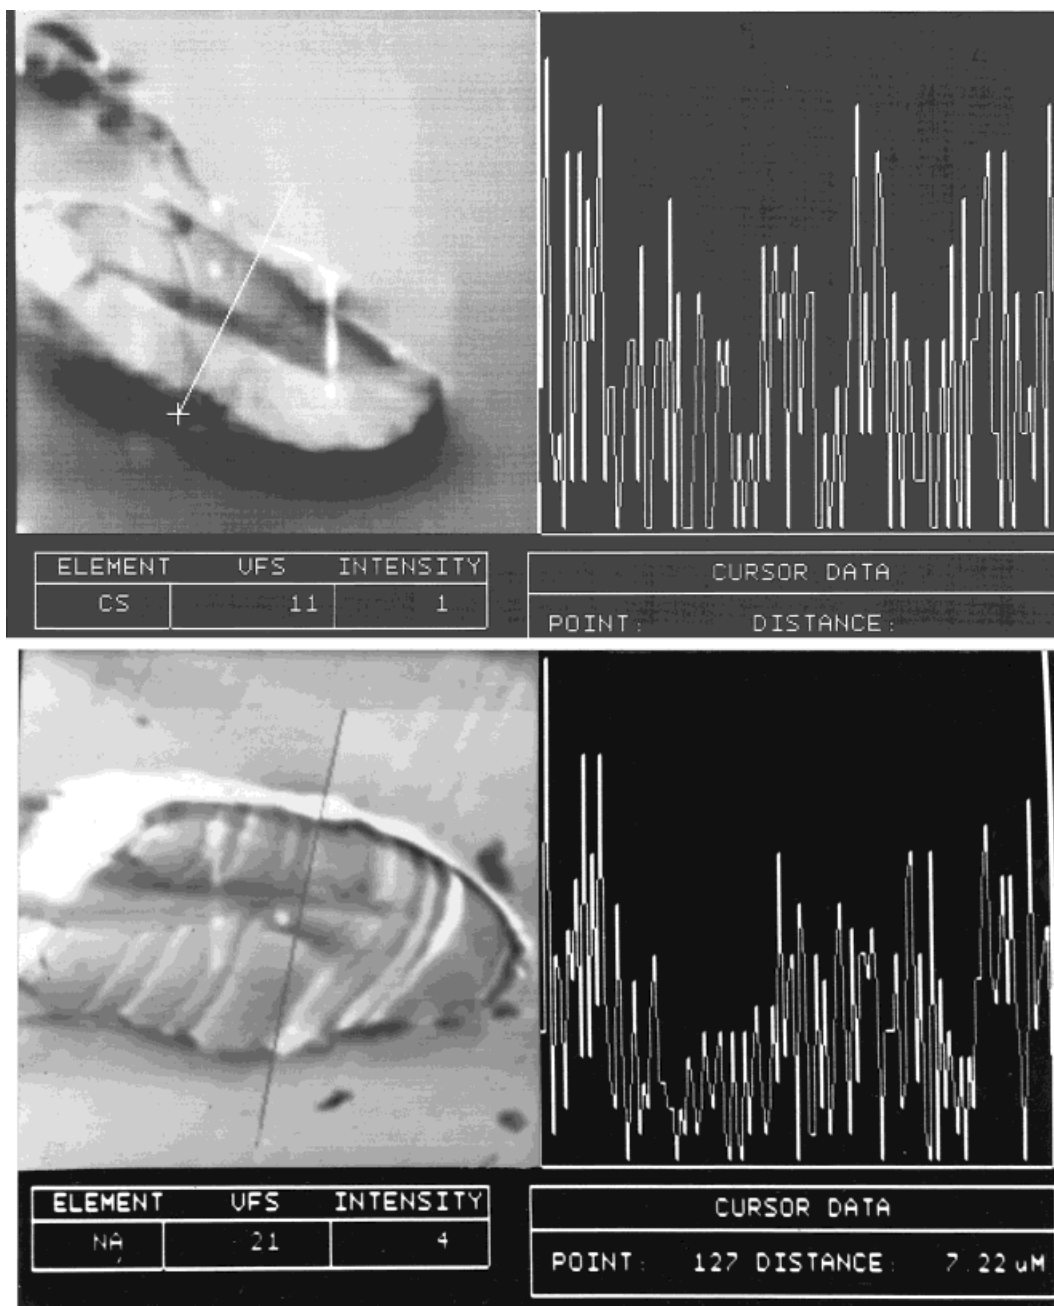 ELEMENT VFS INTENSITY
CS 11 1
CURSOR DATA
POINT: DISTANCE:
ELEMENT VFS INTENSITY
NA 21 4
CURSOR DATA
POINT: 127 DISTANCE: 7.22 uM